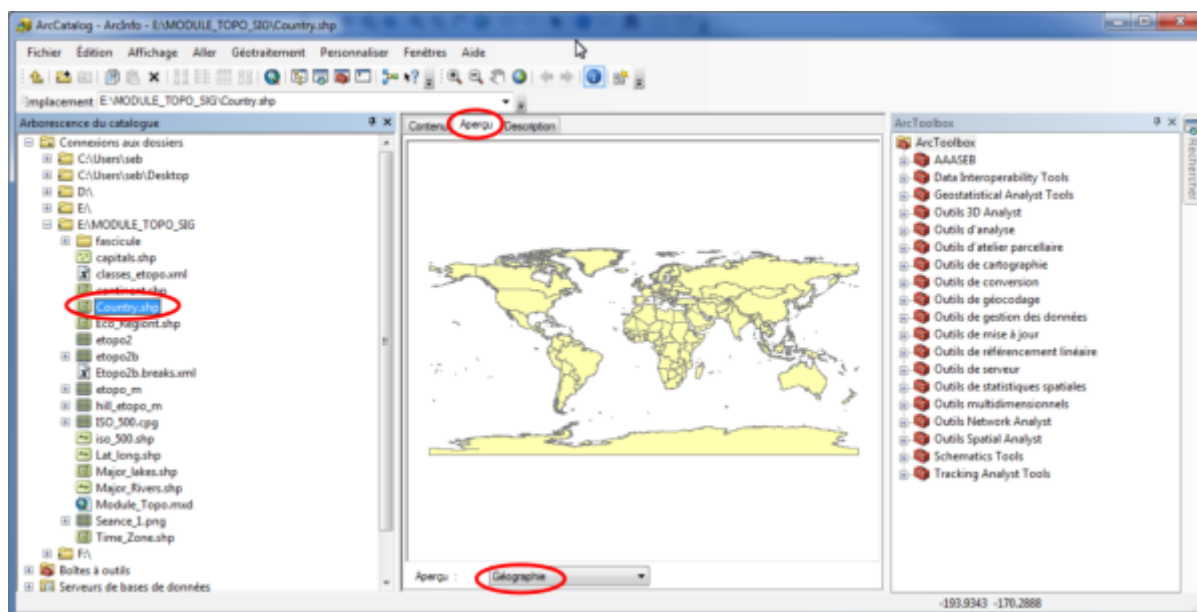 ArcCatalog - ArcInfo - E:\MODULE_TOPO_SIG\Country.shp
Fichier Édition Affichage Aller Géotraitement Personnaliser Fenêtres Aide
Emplacement E:\MODULE_TOPO_SIG\Country.shp
Arborescence du catalogue
Connexions aux dossiers
C:\Users\seb
C:\Users\seb\Desktop
D:\
E:\
E:\MODULE_TOPO_SIG
fascicule
capitals.shp
classes_etopo.xml
continent.shp
Country.shp
Eco_Regiont.shp
etopo2
etopo2b
Etopo2b.breaks.xml
etopo_m
hill_etopo_m
ISO_500.cpg
iso_500.shp
Lat_long.shp
Major_lakes.shp
Major_Rivers.shp
Module_Topo.mxd
Seance_1.png
Time_Zone.shp
F:\
Boîtes à outils
Serveurs de bases de données
Contenu Aperçu Description
Aperçu : Géographie
ArcToolbox
ArcToolbox
AAASEB
Data Interoperability Tools
Geostatistical Analyst Tools
Outils 3D Analyst
Outils d'analyse
Outils d'atelier parcellaire
Outils de cartographie
Outils de conversion
Outils de géocodage
Outils de gestion des données
Outils de mise à jour
Outils de référencement linéaire
Outils de serveur
Outils de statistiques spatiales
Outils multidimensionnels
Outils Network Analyst
Outils Spatial Analyst
Schematics Tools
Tracking Analyst Tools
Rechercher
-193.9343 -170.2888